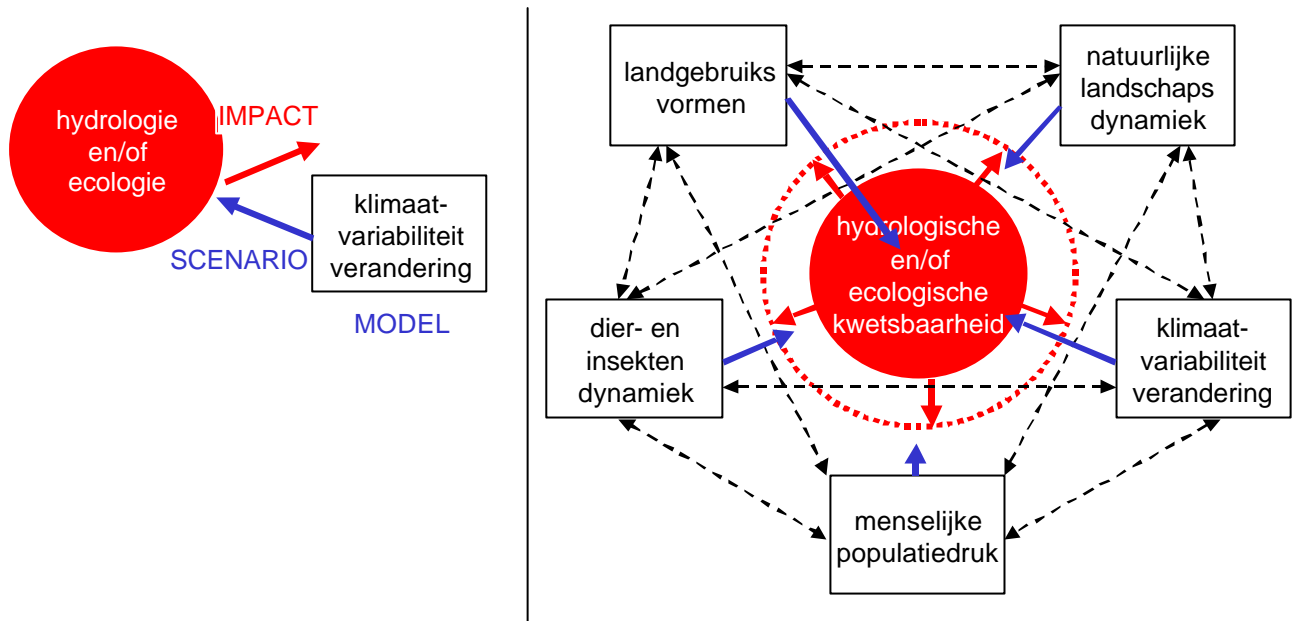 hydrologie
en/of
ecologie
IMPACT
SCENARIO
klimaat-
variabiliteit
verandering
MODEL
landgebruiks
vormen
natuurlijke
landschaps
dynamiek
hydrologische
en/of
ecologische
kwetsbaarheid
dier- en
insekten
dynamiek
klimaat-
variabiliteit
verandering
menselijke
populatiedruk